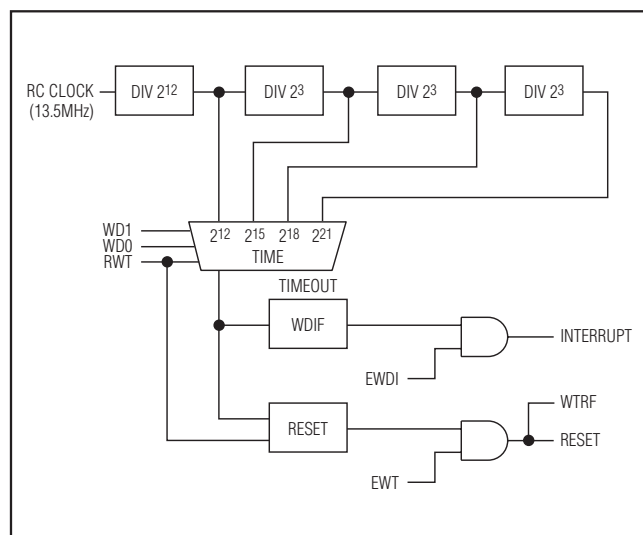 RC CLOCK
(13.5MHz)
DIV 2¹²
DIV 2³
DIV 2³
DIV 2³
WD1
WD0
RWT
2¹² 2¹⁵ 2¹⁸ 2²¹
TIME
TIMEOUT
WDIF
EWDI
INTERRUPT
RESET
EWT
WTRF
RESET